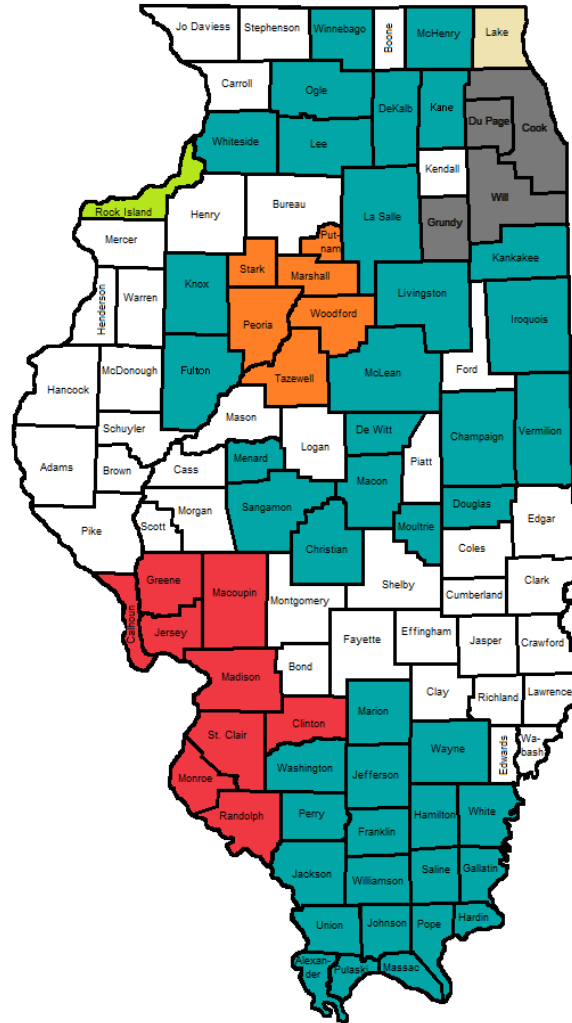 Jo Daviess
Stephenson
Winnebago
Boone
McHenry
Lake
Carroll
Ogle
DeKalb
Kane
Du Page
Cook
Whiteside
Lee
Kendall
Will
Rock Island
Henry
Bureau
La Salle
Grundy
Mercer
Put-
nam
Kankakee
Stark
Marshall
Knox
Livingston
Henderson
Warren
Peoria
Woodford
Iroquois
Fulton
Tazewell
McLean
Ford
Hancock
McDonough
Mason
Schuyler
Logan
De Witt
Champaign
Vermilion
Adams
Brown
Cass
Menard
Piatt
Macon
Sangamon
Douglas
Morgan
Scott
Moultrie
Edgar
Pike
Christian
Coles
Greene
Macoupin
Shelby
Clark
Calhoun
Montgomery
Cumberland
Jersey
Fayette
Effingham
Jasper
Crawford
Madison
Bond
Clay
Richland
Lawrence
Clinton
Marion
St. Clair
Wayne
Edwards
Wa-
bash
Washington
Jefferson
Monroe
Randolph
Perry
Hamilton
White
Franklin
Jackson
Williamson
Saline
Gallatin
Union
Johnson
Pope
Hardin
Alexan-
der
Pulaski
Massac